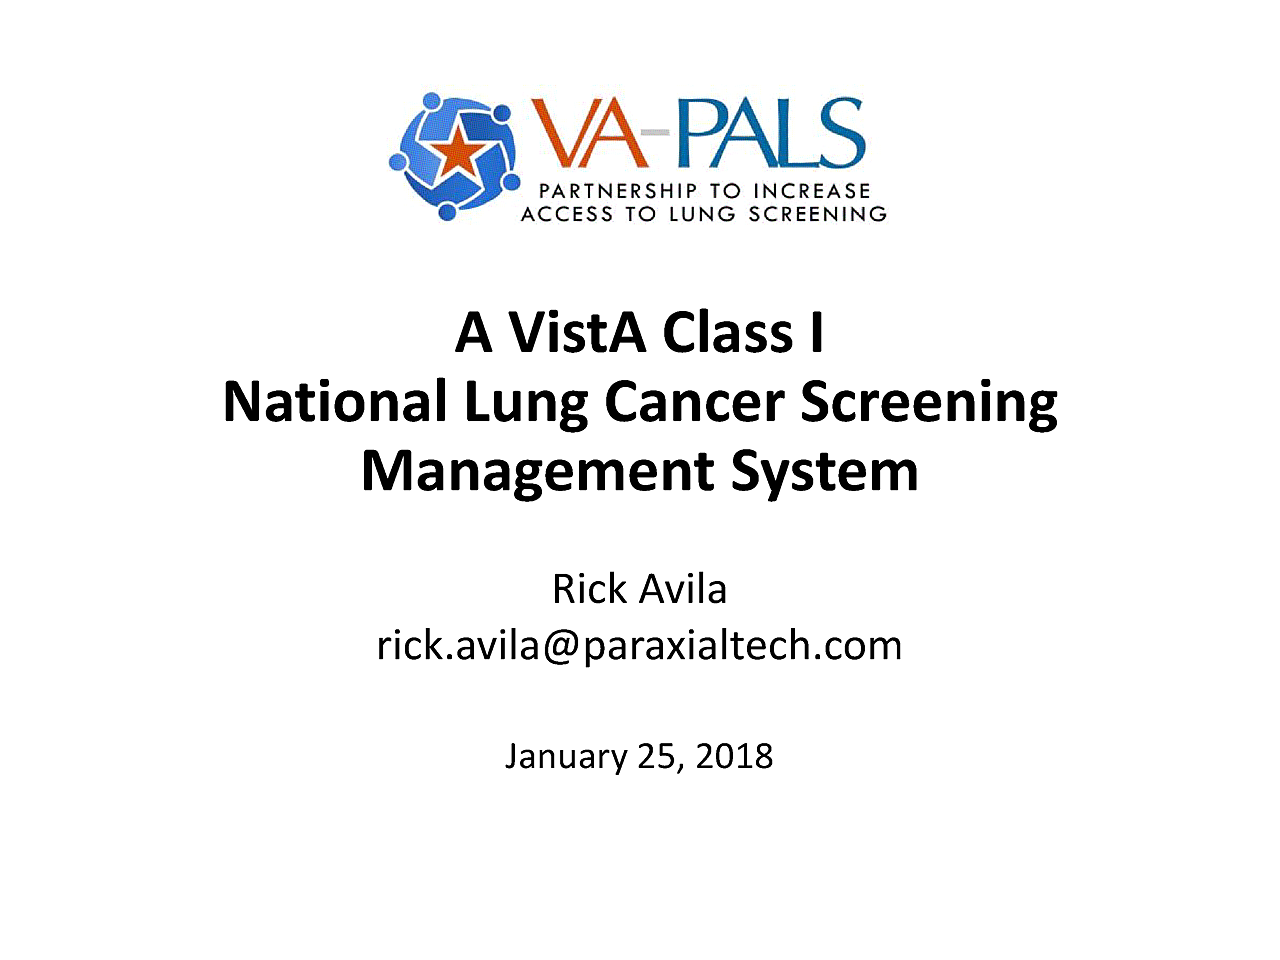 VA-PALS
PARTNERSHIP TO INCREASE
ACCESS TO LUNG SCREENING
A VistA Class I
National Lung Cancer Screening
Management System
Rick Avila
rick.avila@paraxialtech.com
January 25, 2018